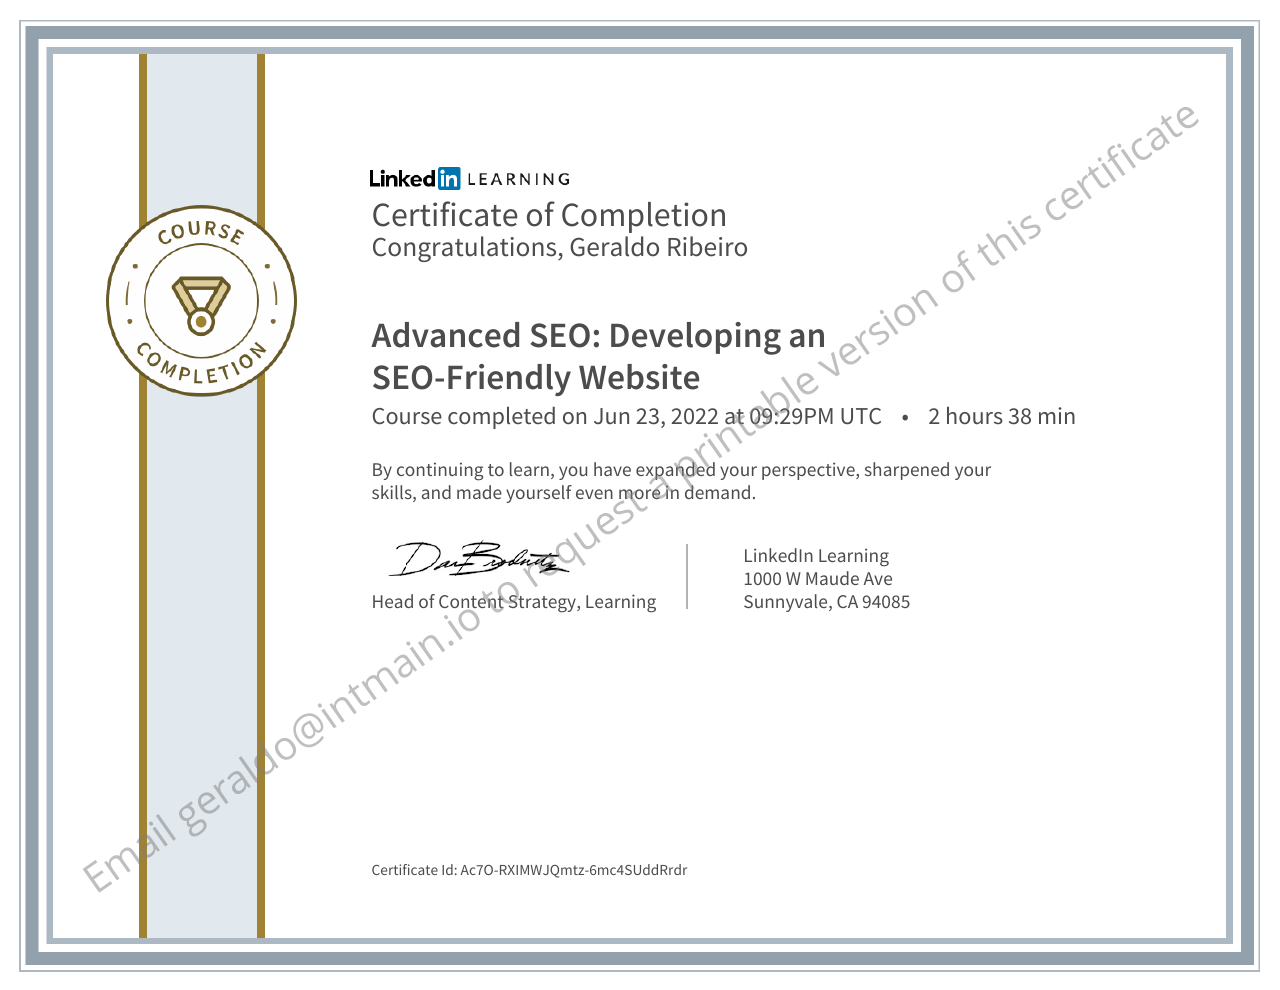 LinkedIn LEARNING
Certificate of Completion
Congratulations, Geraldo Ribeiro
COURSE
COMPLETION
Advanced SEO: Developing an
SEO-Friendly Website
Course completed on Jun 23, 2022 at 09:29PM UTC • 2 hours 38 min
By continuing to learn, you have expanded your perspective, sharpened your
skills, and made yourself even more in demand.
Head of Content Strategy, Learning
LinkedIn Learning
1000 W Maude Ave
Sunnyvale, CA 94085
Email geraldo@intmain.io to request a printable version of this certificate
Certificate Id: Ac7O-RXIMWJQmtz-6mc4SUddRrdr